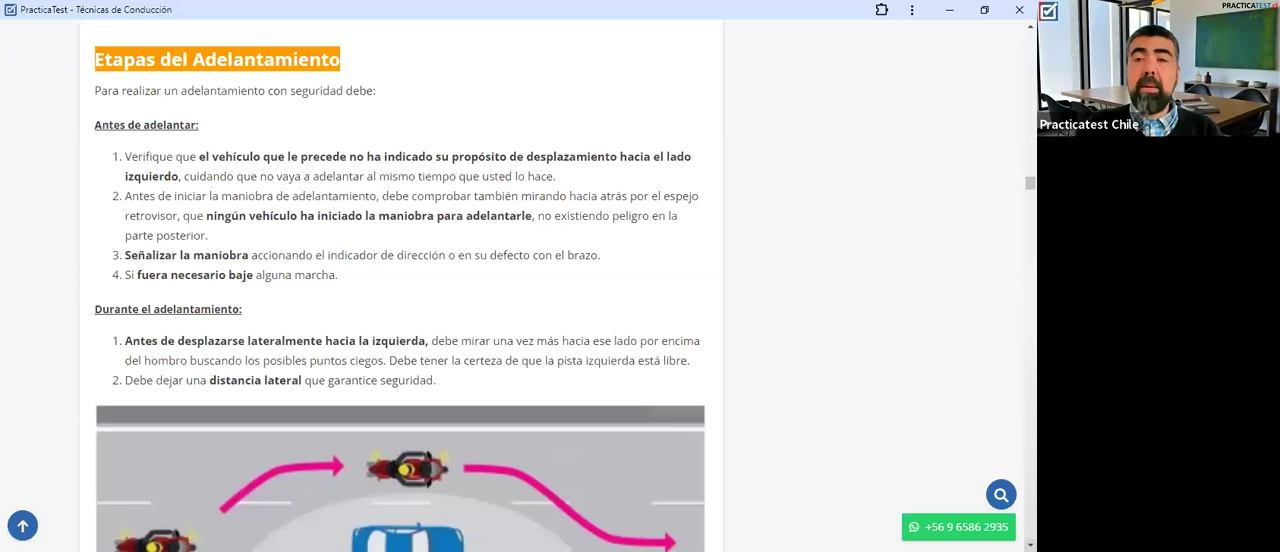 PracticaTest - Técnicas de Conducción
PRACTICATEST
Practicatest Chile
Etapas del Adelantamiento
Para realizar un adelantamiento con seguridad debe:
Antes de adelantar:
1. Verifique que el vehículo que le precede no ha indicado su propósito de desplazamiento hacia el lado
izquierdo, cuidando que no vaya a adelantar al mismo tiempo que usted lo hace.
2. Antes de iniciar la maniobra de adelantamiento, debe comprobar también mirando hacia atrás por el espejo
retrovisor, que ningún vehículo ha iniciado la maniobra para adelantarle, no existiendo peligro en la
parte posterior.
3. Señalizar la maniobra accionando el indicador de dirección o en su defecto con el brazo.
4. Si fuera necesario baje alguna marcha.
Durante el adelantamiento:
1. Antes de desplazarse lateralmente hacia la izquierda, debe mirar una vez más hacia ese lado por encima
del hombro buscando los posibles puntos ciegos. Debe tener la certeza de que la pista izquierda está libre.
2. Debe dejar una distancia lateral que garantice seguridad.
+56 9 6586 2935